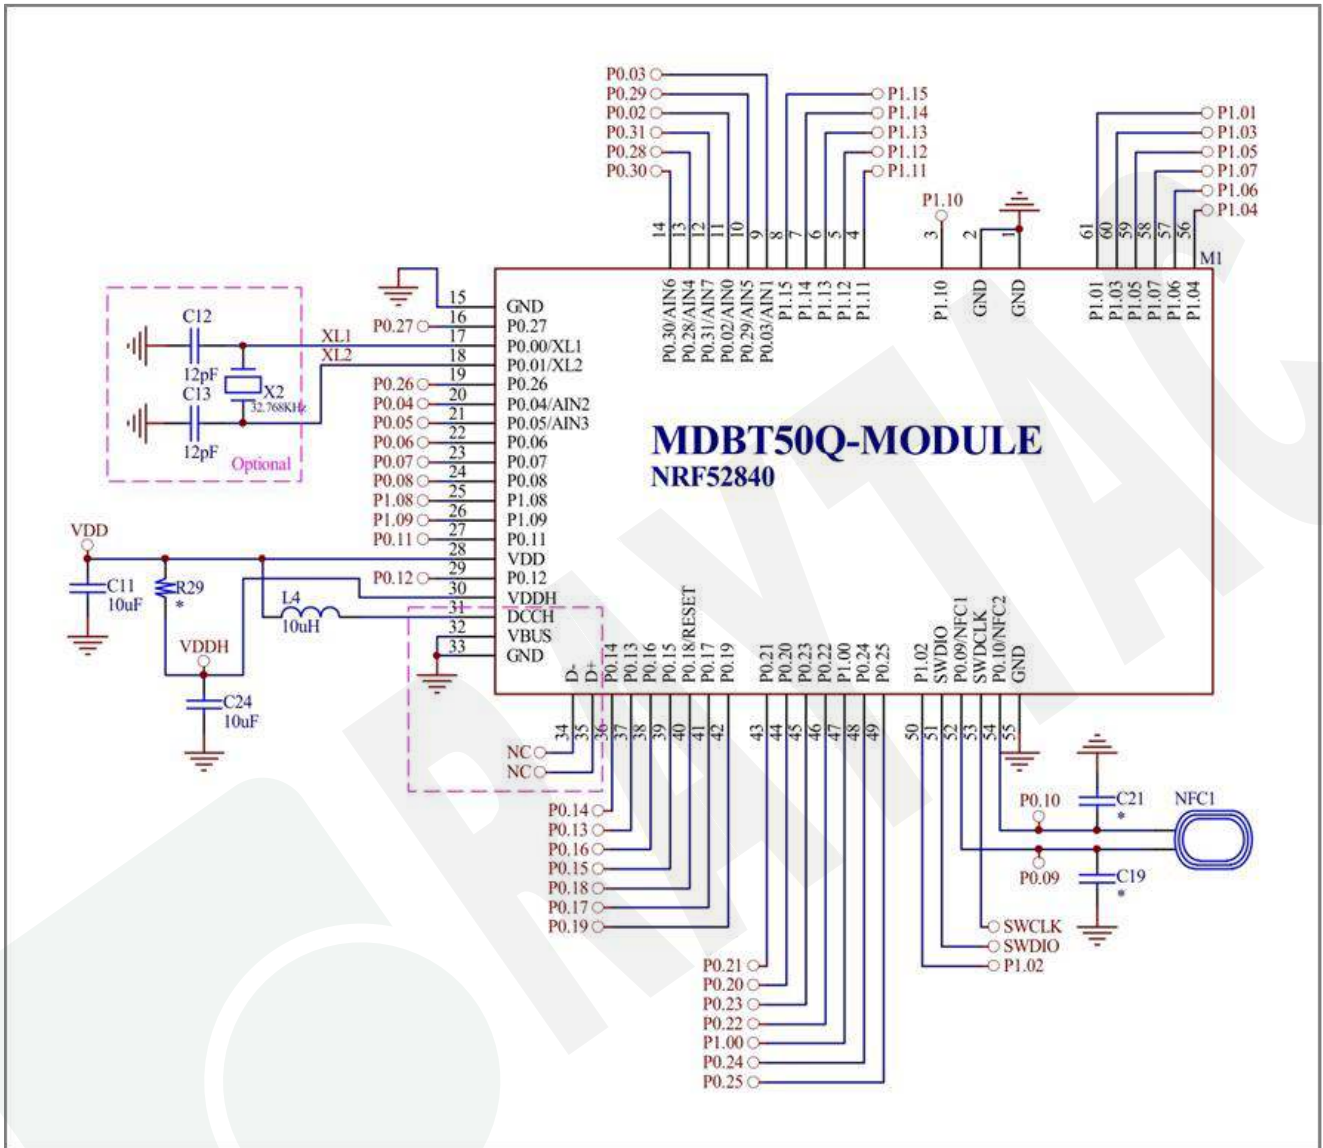 P0.03
P0.29
P0.02
P0.31
P0.28
P0.30
P1.15
P1.14
P1.13
P1.12
P1.11
P1.10
P1.01
P1.03
P1.05
P1.07
P1.06
P1.04
14
13
12
11
10
9
8
7
6
5
4
3
2
1
61
60
59
58
57
56
M1
P0.30/AIN6
P0.28/AIN4
P0.31/AIN7
P0.02/AIN0
P0.29/AIN5
P0.03/AIN1
P1.15
P1.14
P1.13
P1.12
P1.11
P1.10
GND
GND
P1.01
P1.03
P1.05
P1.07
P1.06
P1.04
15 GND
P0.27 16 P0.27
XL1 17 P0.00/XL1
XL2 18 P0.01/XL2
P0.26 19 P0.26
P0.04 20 P0.04/AIN2
P0.05 21 P0.05/AIN3
P0.06 22 P0.06
P0.07 23 P0.07
P0.08 24 P0.08
P1.08 25 P1.08
P1.09 26 P1.09
P0.11 27 P0.11
28 VDD
P0.12 29 P0.12
30 VDDH
31 DCCH
32 VBUS
33 GND
C12
12pF
C13
12pF
X2
32.768KHz
Optional
MDBT50Q-MODULE
NRF52840
RAYTAC
VDD
C11
10uF
R29
*
L4
10uH
VDDH
C24
10uF
D-
D+
P0.14
P0.13
P0.16
P0.15
P0.18/RESET
P0.17
P0.19
P0.21
P0.20
P0.23
P0.22
P1.00
P0.24
P0.25
P1.02
SWDIO
P0.09/NFC1
SWDCLK
P0.10/NFC2
GND
34
35
36
37
38
39
40
41
42
43
44
45
46
47
48
49
50
51
52
53
54
55
NC
NC
P0.14
P0.13
P0.16
P0.15
P0.18
P0.17
P0.19
P0.21
P0.20
P0.23
P0.22
P1.00
P0.24
P0.25
P0.10
C21
*
NFC1
P0.09
C19
*
SWCLK
SWDIO
P1.02